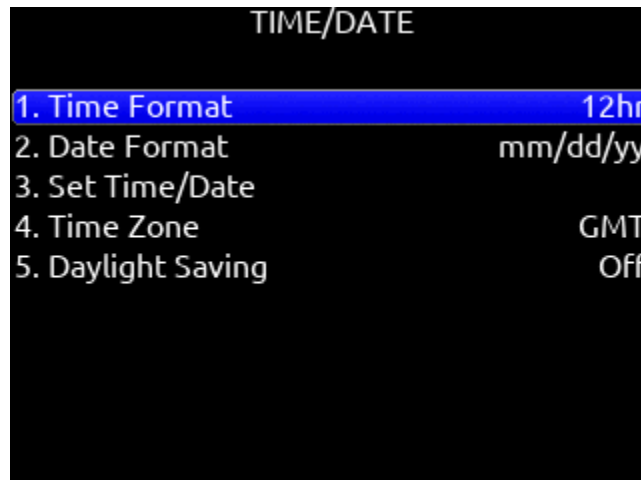 TIME/DATE
1. Time Format 12hr
2. Date Format mm/dd/yy
3. Set Time/Date
4. Time Zone GMT
5. Daylight Saving Off